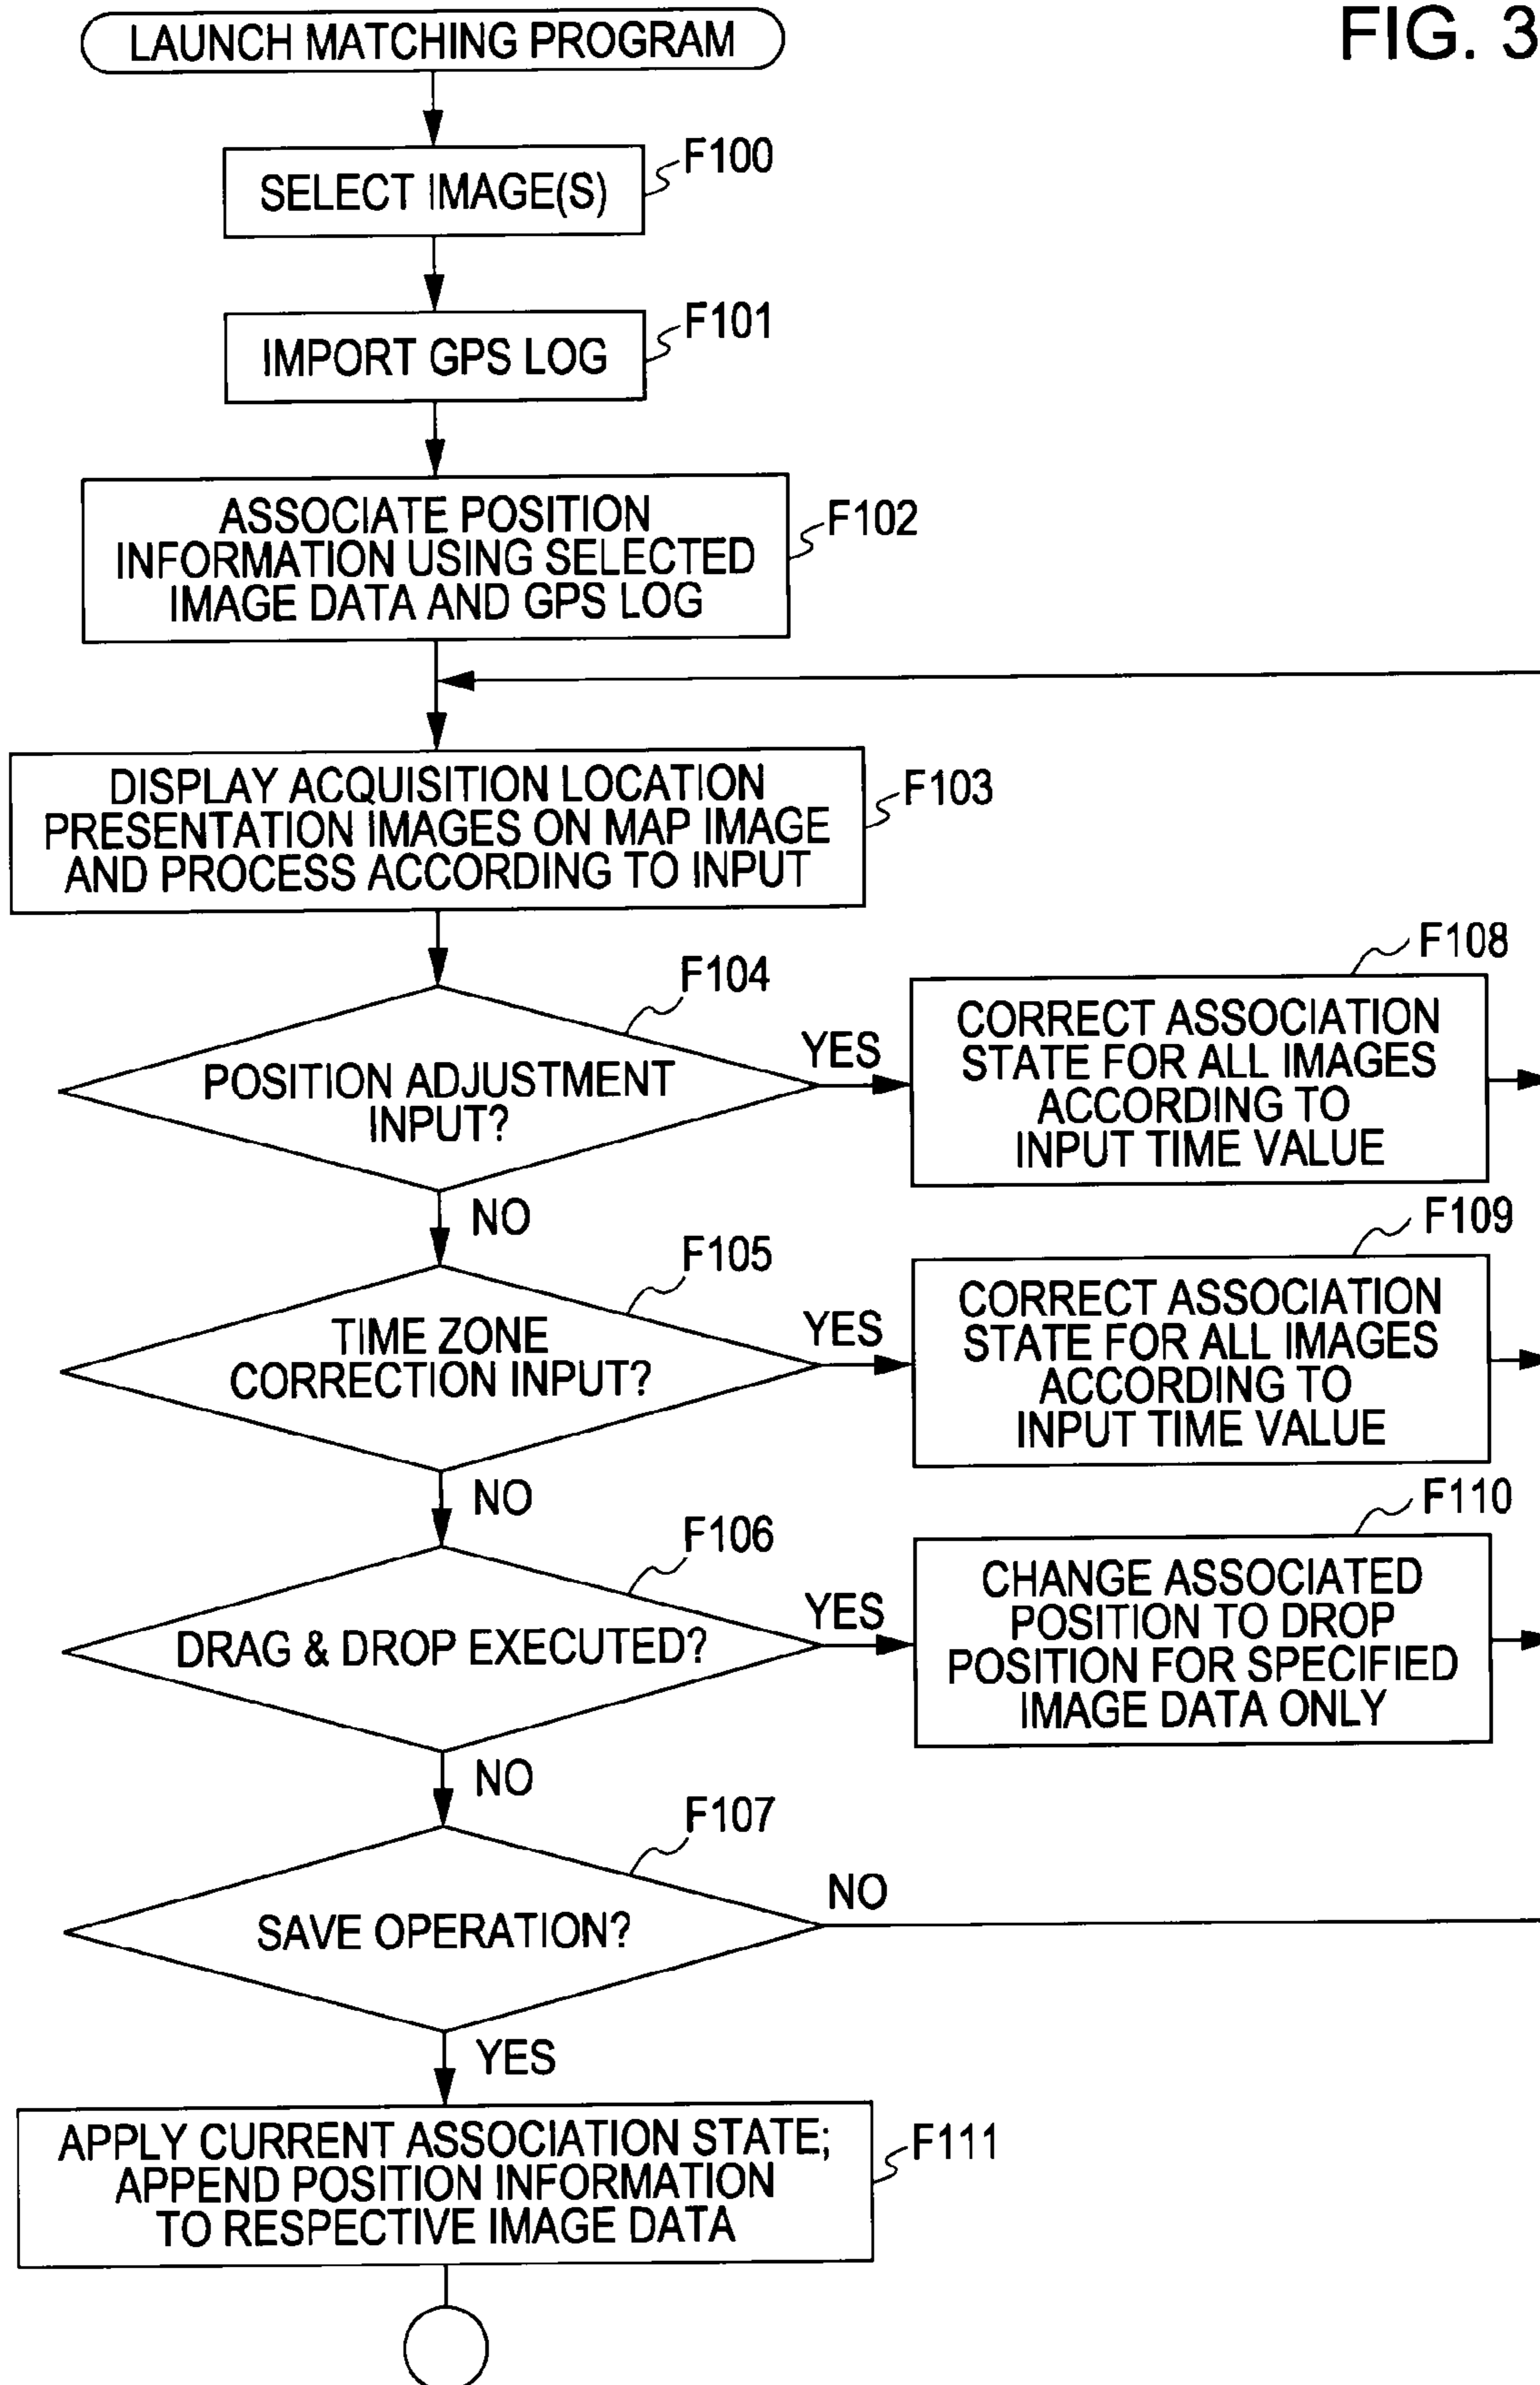 FIG. 3
LAUNCH MATCHING PROGRAM
F100
SELECT IMAGE(S)
F101
IMPORT GPS LOG
F102
ASSOCIATE POSITION
INFORMATION USING SELECTED
IMAGE DATA AND GPS LOG
F103
DISPLAY ACQUISITION LOCATION
PRESENTATION IMAGES ON MAP IMAGE
AND PROCESS ACCORDING TO INPUT
F104
POSITION ADJUSTMENT
INPUT?
YES
F108
CORRECT ASSOCIATION
STATE FOR ALL IMAGES
ACCORDING TO
INPUT TIME VALUE
NO
F105
TIME ZONE
CORRECTION INPUT?
YES
F109
CORRECT ASSOCIATION
STATE FOR ALL IMAGES
ACCORDING TO
INPUT TIME VALUE
NO
F106
DRAG & DROP EXECUTED?
YES
F110
CHANGE ASSOCIATED
POSITION TO DROP
POSITION FOR SPECIFIED
IMAGE DATA ONLY
NO
F107
SAVE OPERATION?
NO
YES
F111
APPLY CURRENT ASSOCIATION STATE;
APPEND POSITION INFORMATION
TO RESPECTIVE IMAGE DATA